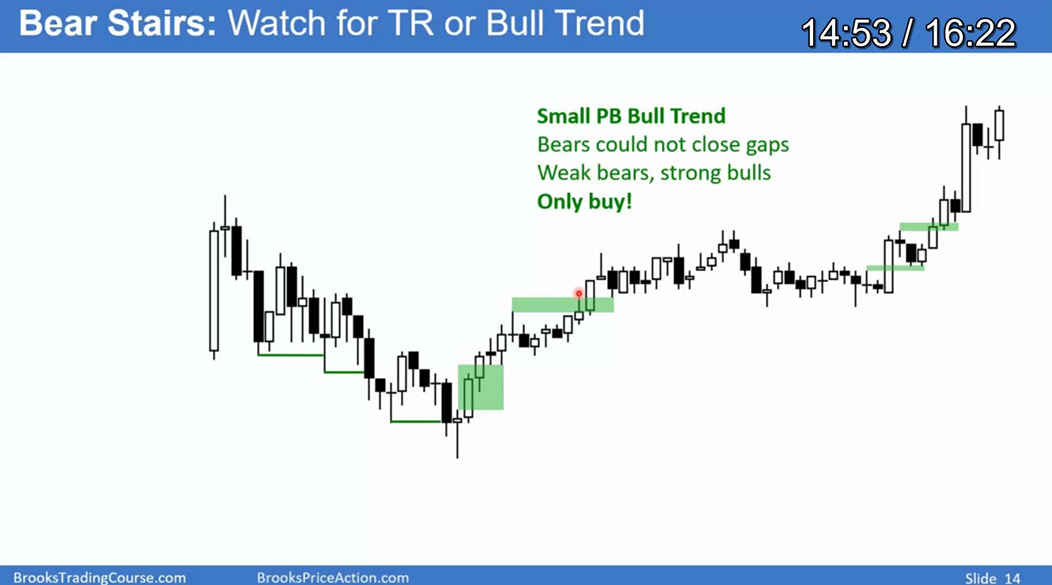 Bear Stairs: Watch for TR or Bull Trend
14:53 / 16:22
Small PB Bull Trend
Bears could not close gaps
Weak bears, strong bulls
Only buy!
BrooksTradingCourse.com
BrooksPriceAction.com
Slide 14